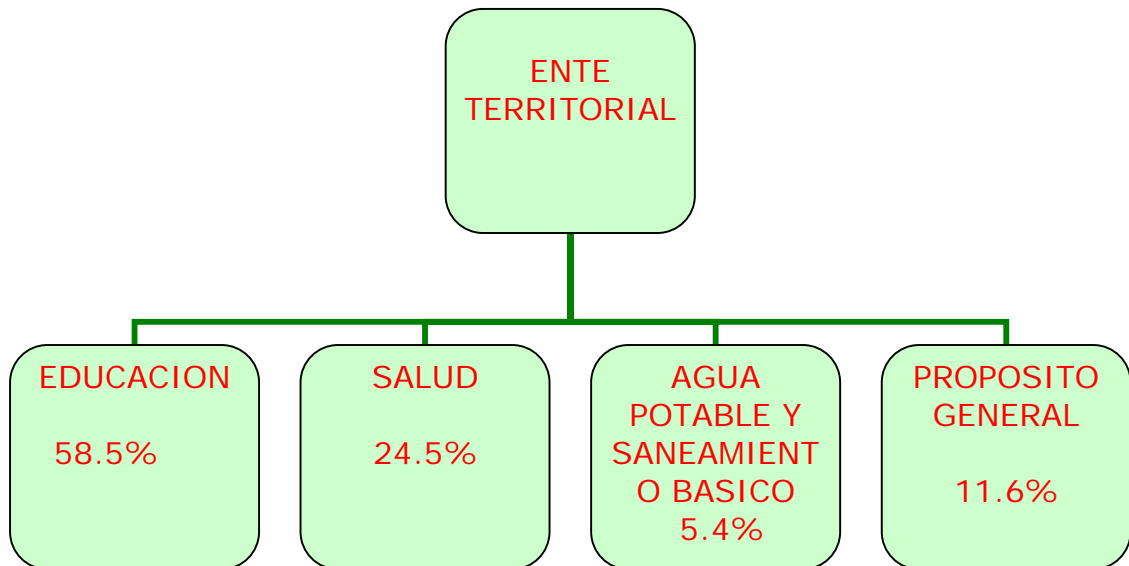 ENTE
TERRITORIAL
EDUCACION
58.5%
SALUD
24.5%
AGUA
POTABLE Y
SANEAMIENT
O BASICO
5.4%
PROPOSITO
GENERAL
11.6%